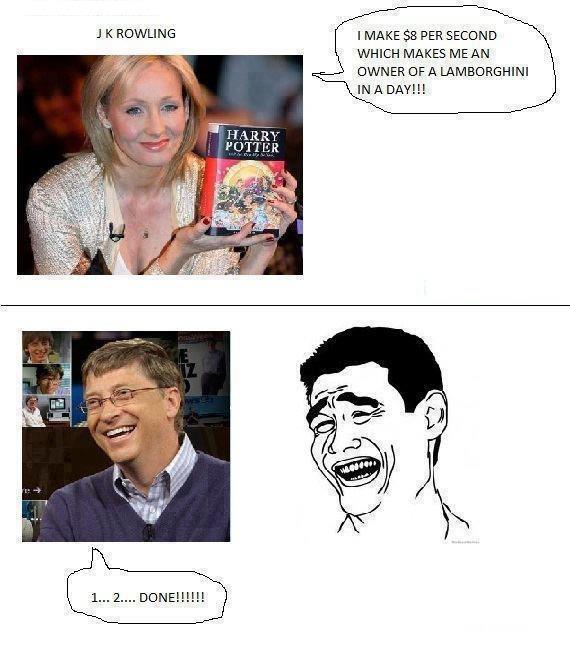 J K ROWLING
I MAKE $8 PER SECOND
WHICH MAKES ME AN
OWNER OF A LAMBORGHINI
IN A DAY!!!
HARRY
POTTER
1... 2.... DONE!!!!!!